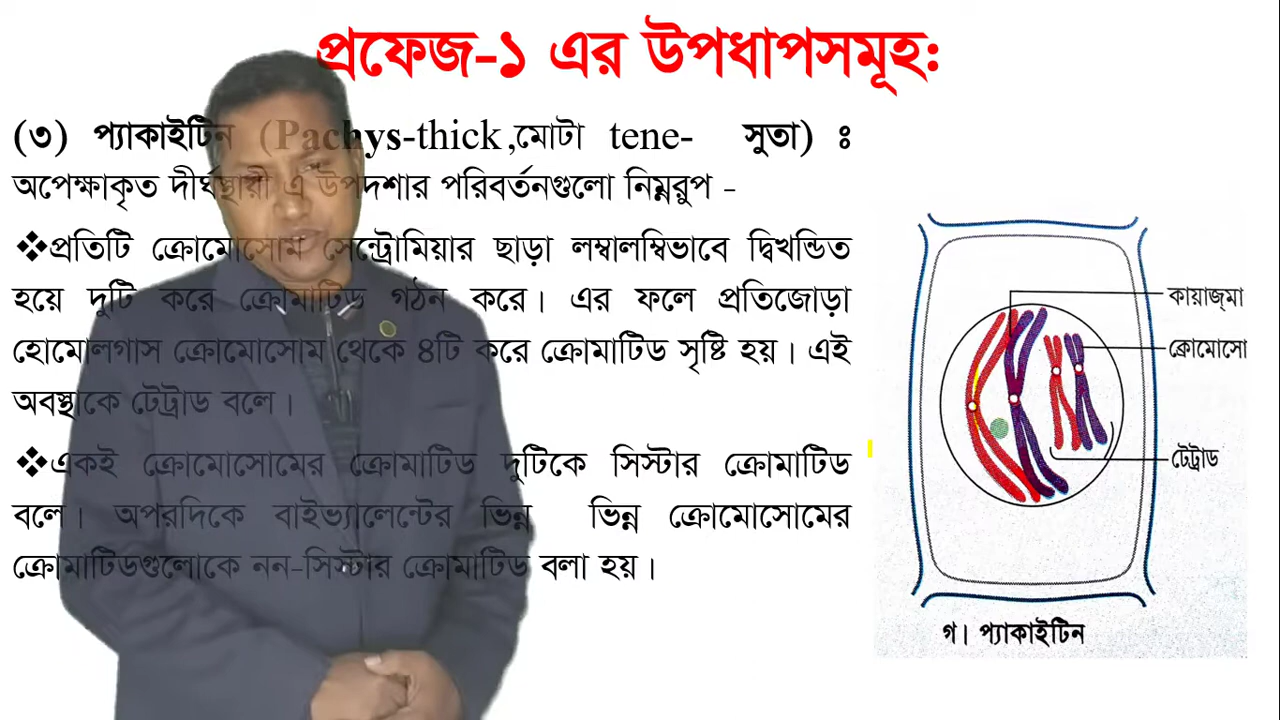 প্রফেজ-১ এর উপধাপসমূহ:
(৩) প্যাকাইটিন (Pachys-thick,মোটা tene- সুতা) ঃ
অপেক্ষাকৃত দীর্ঘস্থায়ী এ উপদশার পরিবর্তনগুলো নিম্নরুপ -
❖প্রতিটি ক্রোমোসোম সেন্ট্রোমিয়ার ছাড়া লম্বালম্বিভাবে দ্বিখন্ডিত
হয়ে দুটি করে ক্রোমাটিড গঠন করে। এর ফলে প্রতিজোড়া
হোমোলগাস ক্রোমোসোম থেকে ৪টি করে ক্রোমাটিড সৃষ্টি হয়। এই
অবস্থাকে টেট্রাড বলে।
❖একই ক্রোমোসোমের ক্রোমাটিড দুটিকে সিস্টার ক্রোমাটিড
বলে। অপরদিকে বাইভ্যালেন্টের ভিন্ন ভিন্ন ক্রোমোসোমের
ক্রোমাটিডগুলোকে নন-সিস্টার ক্রোমাটিড বলা হয়।
কায়াজ্‌মা
ক্রোমোসো
টেট্রাড
গ। প্যাকাইটিন